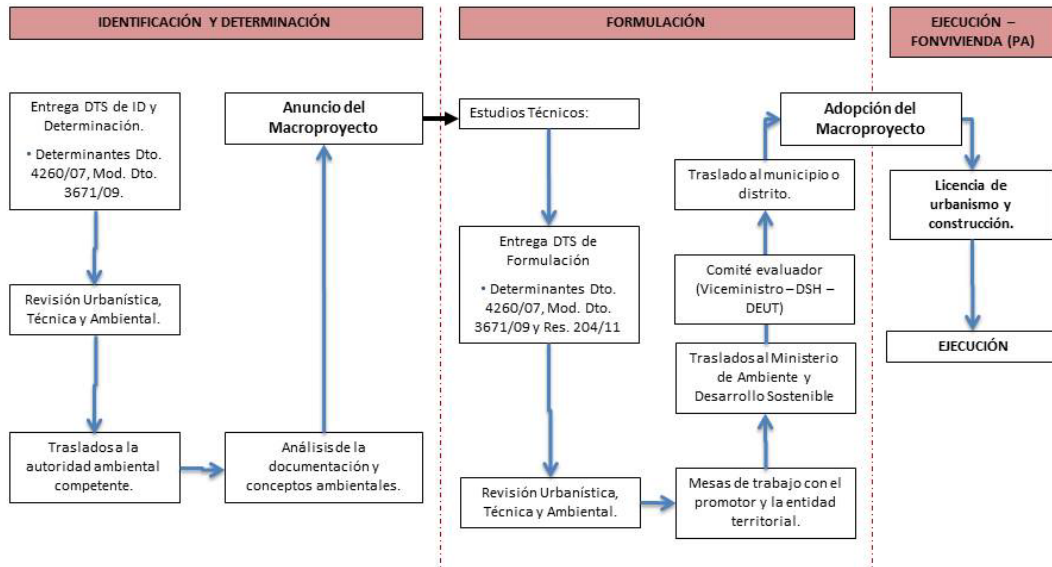 IDENTIFICACIÓN Y DETERMINACIÓN
Entrega DTS de ID y
Determinación.
• Determinantes Dto.
4260/07, Mod. Dto.
3671/09.
Revisión Urbanística,
Técnica y Ambiental.
Traslados a la
autoridad ambiental
competente.
Análisis de la
documentación y
conceptos ambientales.
Anuncio del
Macroproyecto
FORMULACIÓN
Estudios Técnicos:
Entrega DTS de
Formulación
• Determinantes Dto.
4260/07, Mod. Dto.
3671/09 y Res. 204/11
Revisión Urbanística,
Técnica y Ambiental.
Mesas de trabajo con el
promotor y la entidad
territorial.
Traslados al Ministerio
de Ambiente y
Desarrollo Sostenible
Comité evaluador
(Viceministro – DSH –
DEUT)
Traslado al municipio o
distrito.
Adopción del
Macroproyecto
EJECUCIÓN –
FONVIVIENDA (PA)
Licencia de
urbanismo y
construcción.
EJECUCIÓN